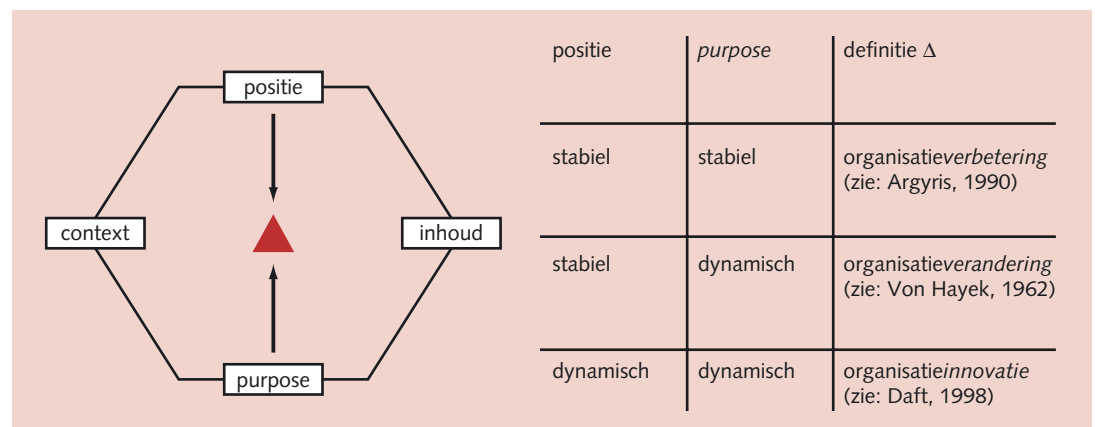 positie
context
inhoud
purpose
positie purpose definitie Δ
stabiel stabiel organisatieverbetering
(zie: Argyris, 1990)
stabiel dynamisch organisatieverandering
(zie: Von Hayek, 1962)
dynamisch dynamisch organisatieinnovatie
(zie: Daft, 1998)